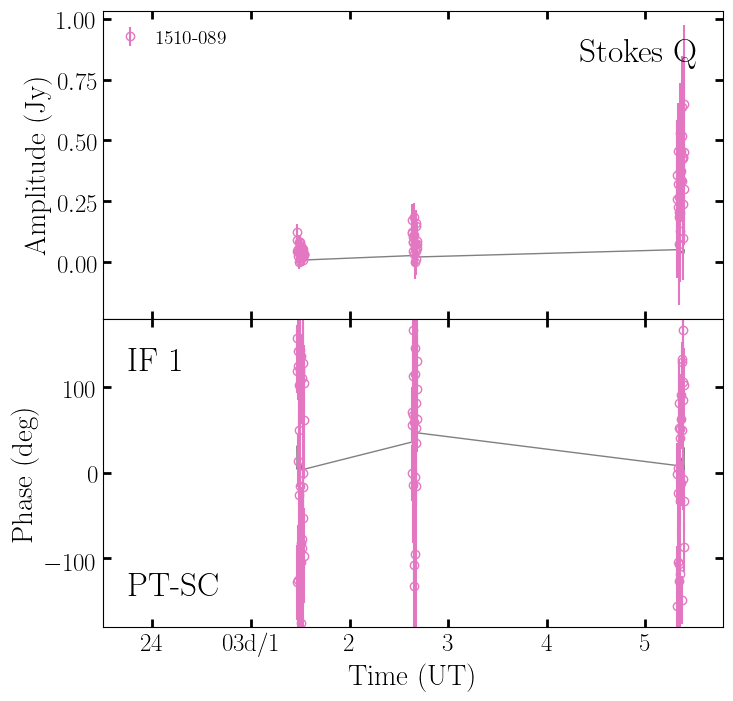 1.00
1510-089
Stokes Q
0.75
0.50
0.25
0.00
Amplitude (Jy)
IF 1
100
0
−100
Phase (deg)
PT-SC
24 03d/1 2 3 4 5
Time (UT)